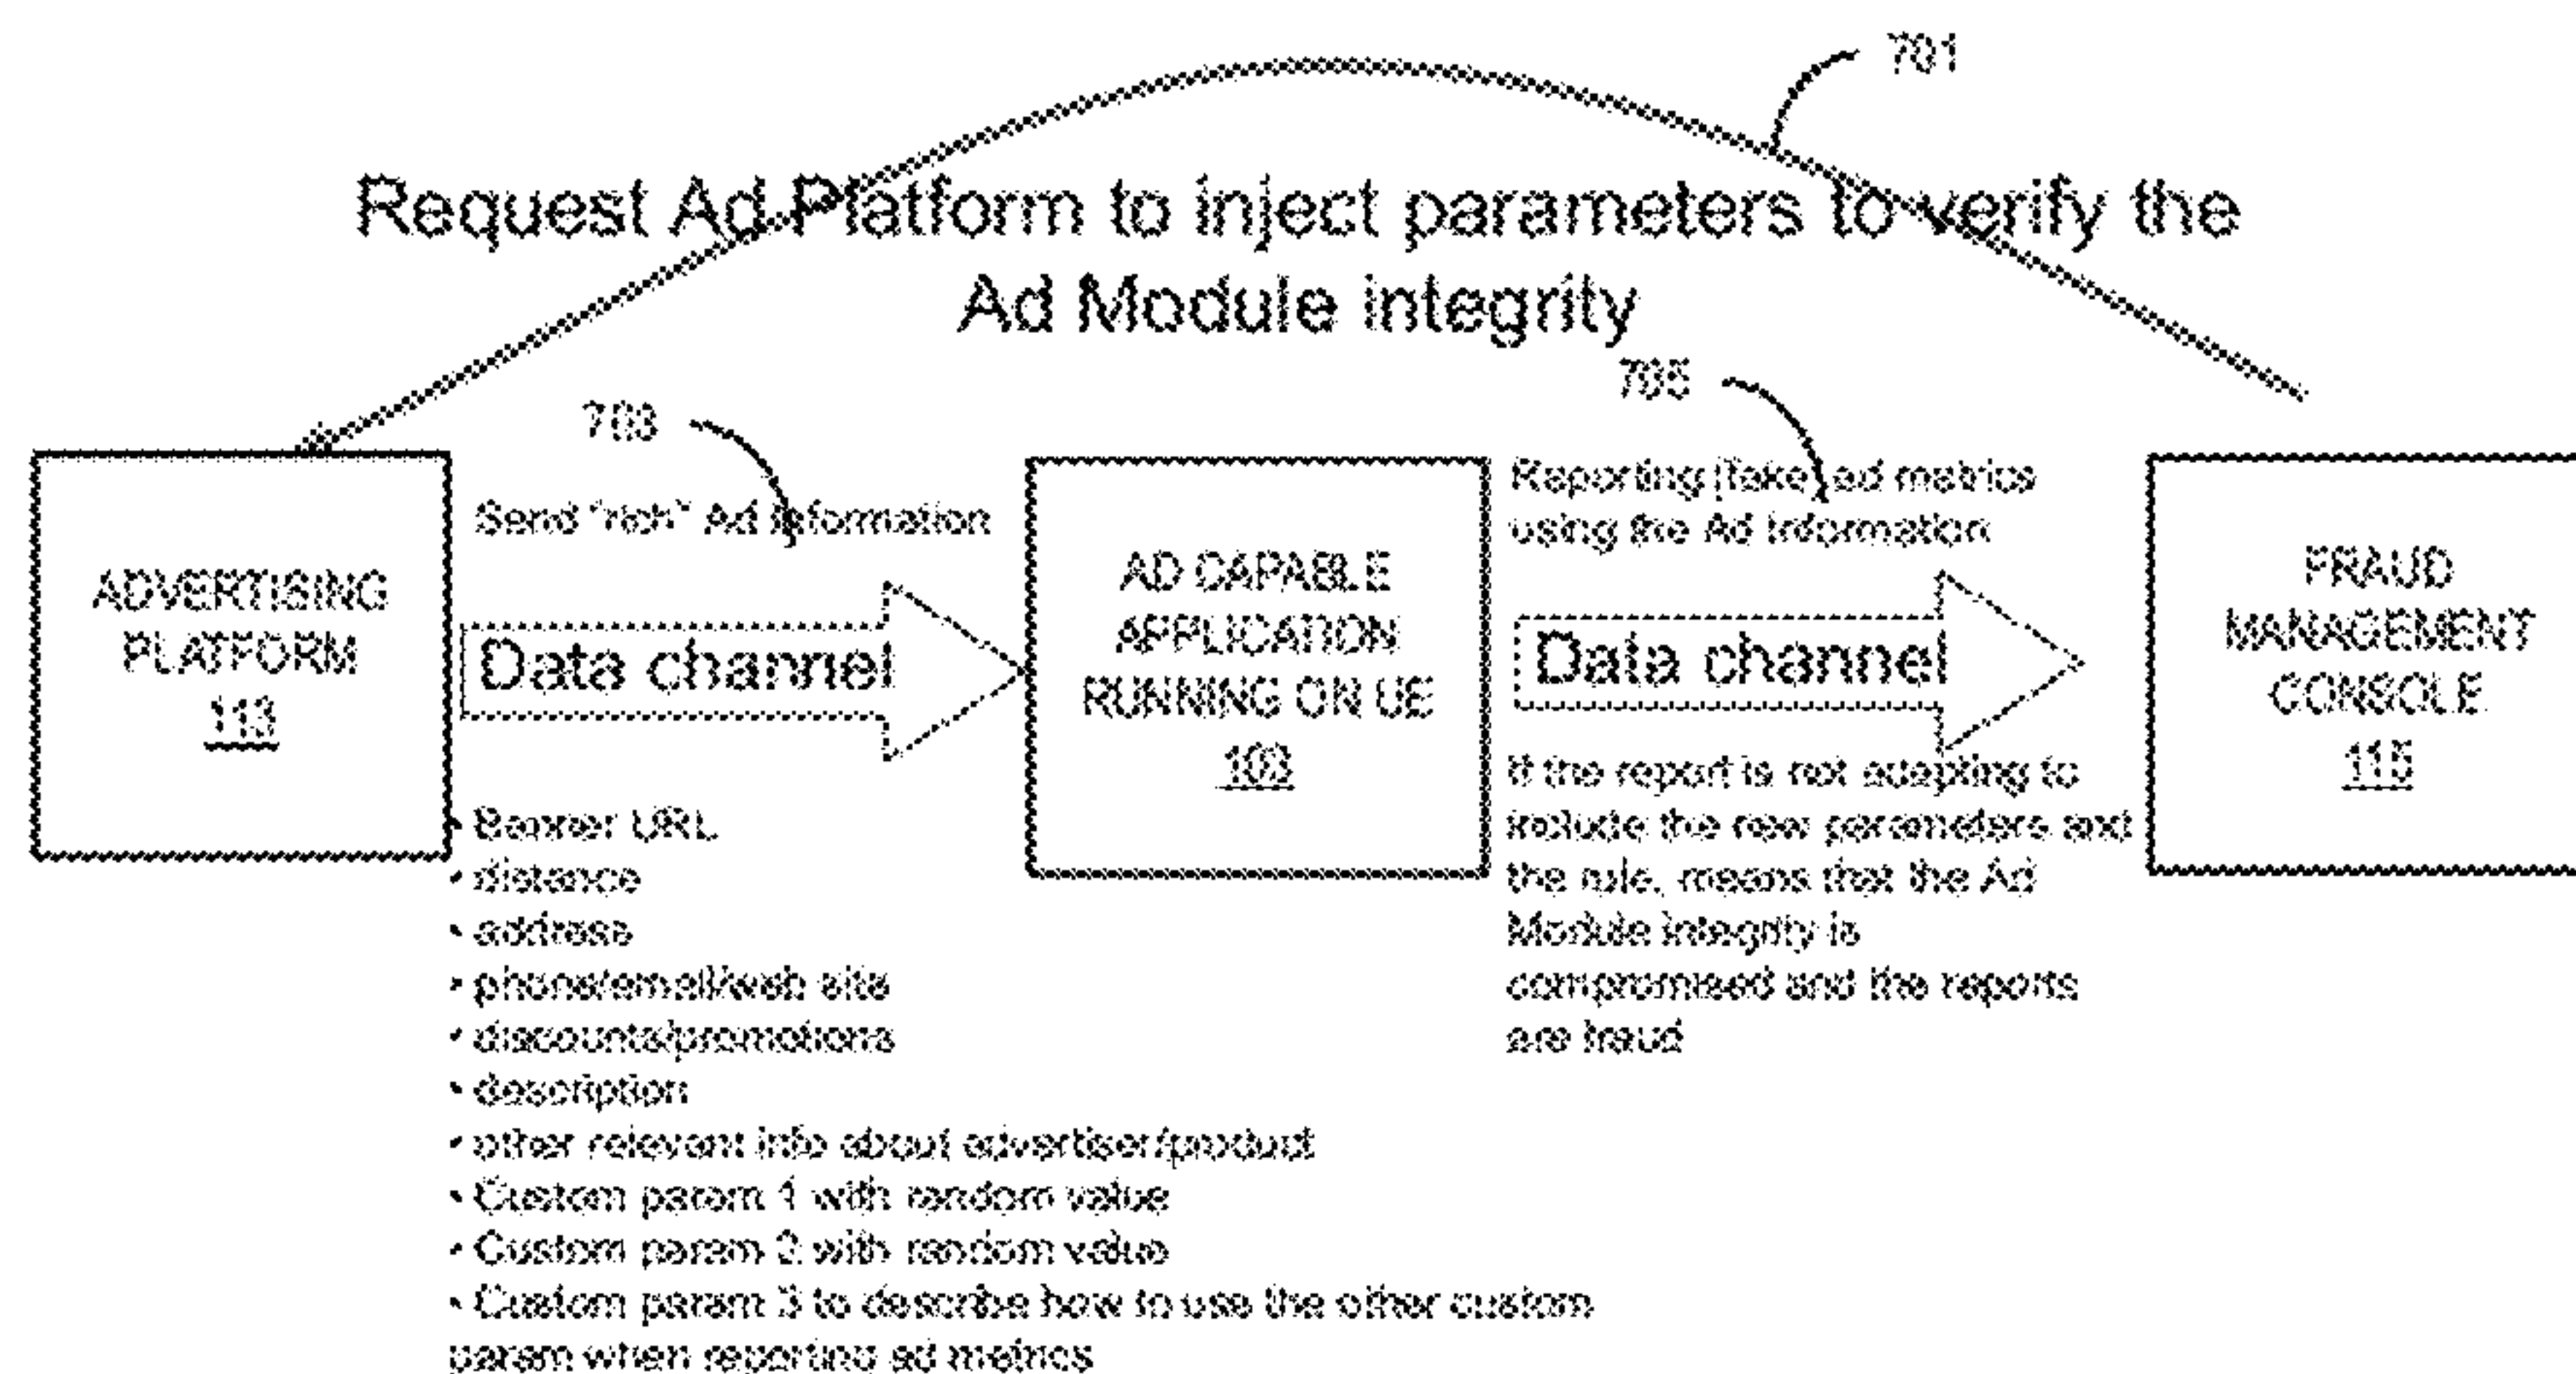 701
Request Ad Platform to inject parameters to verify the
Ad Module integrity
703
705
Send "rich" Ad Information
Reporting (fake) ad metrics
using the Ad Information
ADVERTISING
PLATFORM
113
Data channel
AD CAPABLE
APPLICATION
RUNNING ON UE
103
Data channel
FRAUD
MANAGEMENT
CONSOLE
115
• Banner URL
• distance
• address
• phone/email/web site
• discounts/promotions
• description
• other relevant info about advertiser/product
• Custom param 1 with random value
• Custom param 2 with random value
• Custom param 3 to describe how to use the other custom
param when reporting ad metrics
If the report is not adapting to
include the new parameters and
the rule, means that the Ad
Module integrity is
compromised and the reports
are fraud